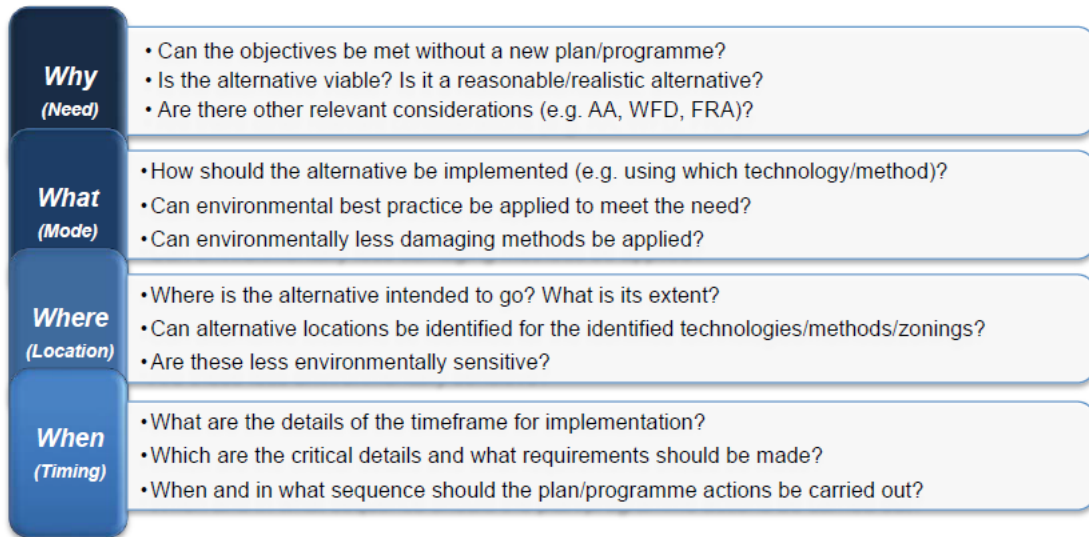 Why
(Need)
• Can the objectives be met without a new plan/programme?
• Is the alternative viable? Is it a reasonable/realistic alternative?
• Are there other relevant considerations (e.g. AA, WFD, FRA)?
What
(Mode)
• How should the alternative be implemented (e.g. using which technology/method)?
• Can environmental best practice be applied to meet the need?
• Can environmentally less damaging methods be applied?
Where
(Location)
• Where is the alternative intended to go? What is its extent?
• Can alternative locations be identified for the identified technologies/methods/zonings?
• Are these less environmentally sensitive?
When
(Timing)
• What are the details of the timeframe for implementation?
• Which are the critical details and what requirements should be made?
• When and in what sequence should the plan/programme actions be carried out?